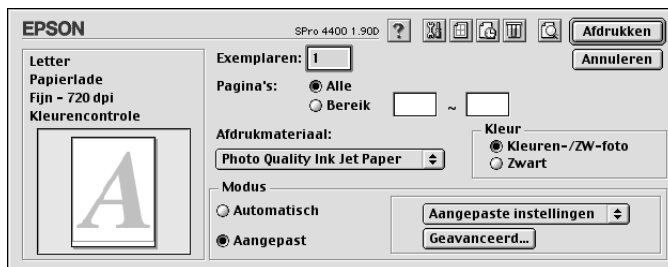 EPSON
SPro 4400 1.90D
?
Afdrukken
Annuleren
Letter
Papierlade
Fijn - 720 dpi
Kleurencontrole
A
Exemplaren: 1
Pagina's: Alle
Bereik ~
Afdrukmateriaal:
Photo Quality Ink Jet Paper
Kleur
Kleuren-/ZW-foto
Zwart
Modus
Automatisch
Aangepast
Aangepaste instellingen
Geavanceerd...